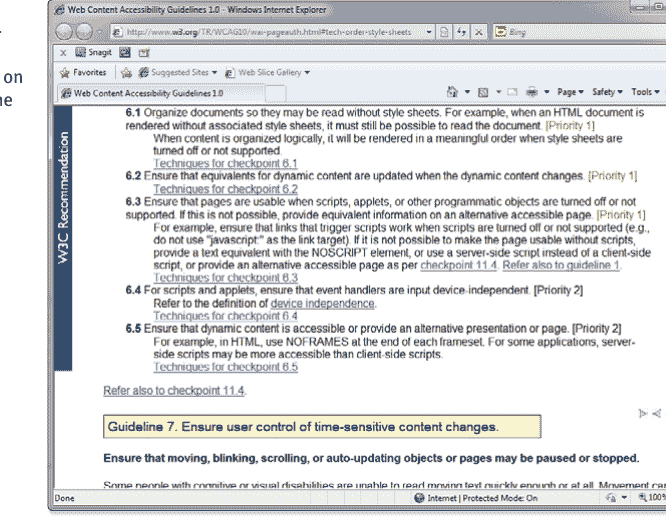 on
ne
Web Content Accessibility Guidelines 1.0 - Windows Internet Explorer
http://www.w3.org/TR/WCAG10/wai-pageauth.html#tech-order-style-sheets
Bing
x Snagit
Favorites Suggested Sites Web Slice Gallery
Web Content Accessibility Guidelines 1.0
Page Safety Tools
W3C Recommendation
6.1 Organize documents so they may be read without style sheets. For example, when an HTML document is
rendered without associated style sheets, it must still be possible to read the document. [Priority 1]
When content is organized logically, it will be rendered in a meaningful order when style sheets are
turned off or not supported.
Techniques for checkpoint 6.1
6.2 Ensure that equivalents for dynamic content are updated when the dynamic content changes. [Priority 1]
Techniques for checkpoint 6.2
6.3 Ensure that pages are usable when scripts, applets, or other programmatic objects are turned off or not
supported. If this is not possible, provide equivalent information on an alternative accessible page. [Priority 1]
For example, ensure that links that trigger scripts work when scripts are turned off or not supported (e.g.,
do not use "javascript:" as the link target). If it is not possible to make the page usable without scripts,
provide a text equivalent with the NOSCRIPT element, or use a server-side script instead of a client-side
script, or provide an alternative accessible page as per checkpoint 11.4. Refer also to guideline 1.
Techniques for checkpoint 6.3
6.4 For scripts and applets, ensure that event handlers are input device-independent. [Priority 2]
Refer to the definition of device independence.
Techniques for checkpoint 6.4
6.5 Ensure that dynamic content is accessible or provide an alternative presentation or page. [Priority 2]
For example, in HTML, use NOFRAMES at the end of each frameset. For some applications, server-
side scripts may be more accessible than client-side scripts.
Techniques for checkpoint 6.5
Refer also to checkpoint 11.4.
Guideline 7. Ensure user control of time-sensitive content changes.
Ensure that moving, blinking, scrolling, or auto-updating objects or pages may be paused or stopped.
Some people with cognitive or visual disabilities are unable to read moving text quickly enough or at all. Movement can
Done
Internet | Protected Mode: On
100%